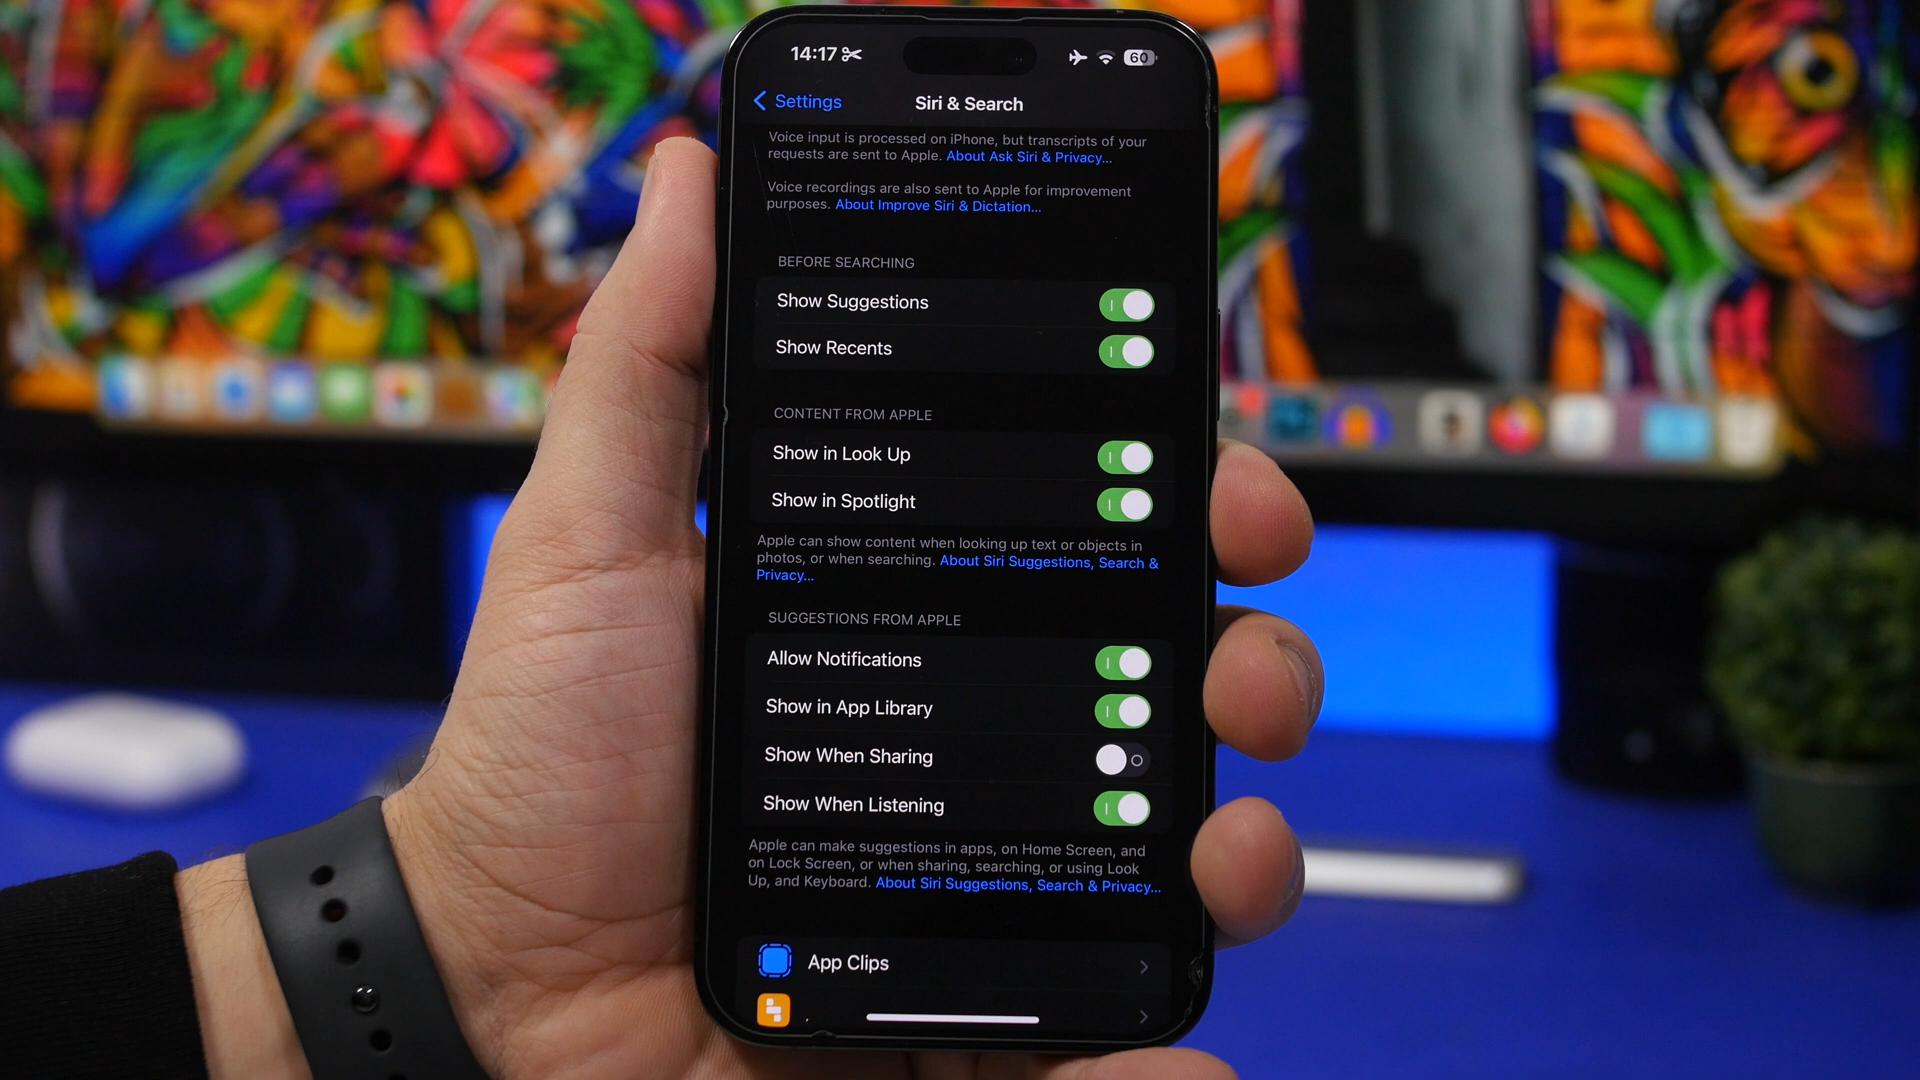 14:17
60
Settings
Siri & Search
Voice input is processed on iPhone, but transcripts of your
requests are sent to Apple. About Ask Siri & Privacy...
Voice recordings are also sent to Apple for improvement
purposes. About Improve Siri & Dictation...
BEFORE SEARCHING
Show Suggestions
Show Recents
CONTENT FROM APPLE
Show in Look Up
Show in Spotlight
Apple can show content when looking up text or objects in
photos, or when searching. About Siri Suggestions, Search &
Privacy...
SUGGESTIONS FROM APPLE
Allow Notifications
Show in App Library
Show When Sharing
Show When Listening
Apple can make suggestions in apps, on Home Screen, and
on Lock Screen, or when sharing, searching, or using Look
Up, and Keyboard. About Siri Suggestions, Search & Privacy...
App Clips